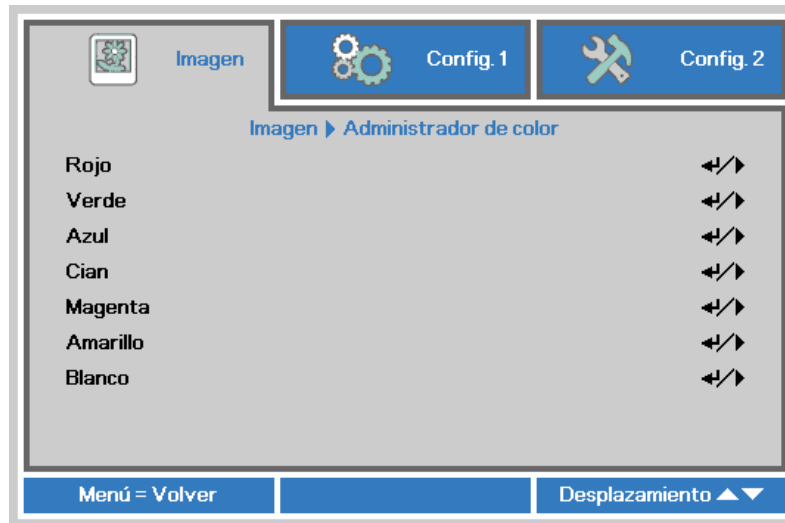 Imagen Config. 1 Config. 2
Imagen ▶ Administrador de color
Rojo
Verde
Azul
Cian
Magenta
Amarillo
Blanco
Menú = Volver Desplazamiento ▲▼